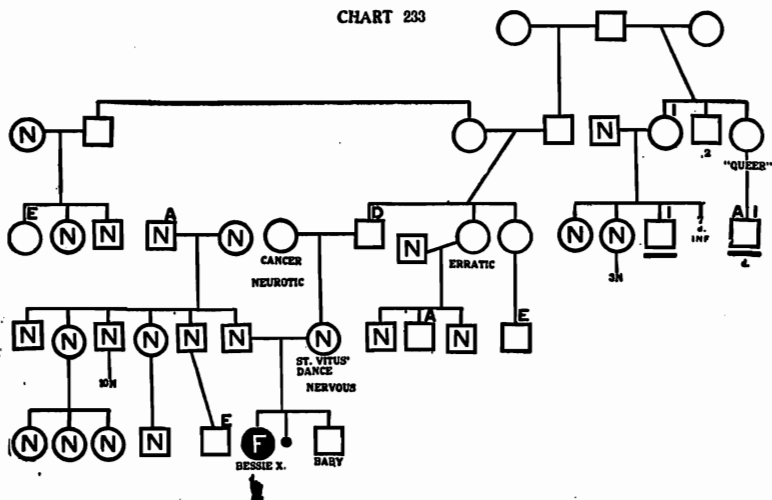 CHART 233
N
N
I
.2
"QUEER"
E
N
N
A
N
N
CANCER
NEUROTIC
D
N
ERRATIC
N
N
3N
I
?
d.
INF
A I
d.
N
N
N
N
N
N
N
ST. VITUS'
DANCE
NERVOUS
N
A
N
E
10N
N
N
N
N
E
F
BESSIE X.
BABY